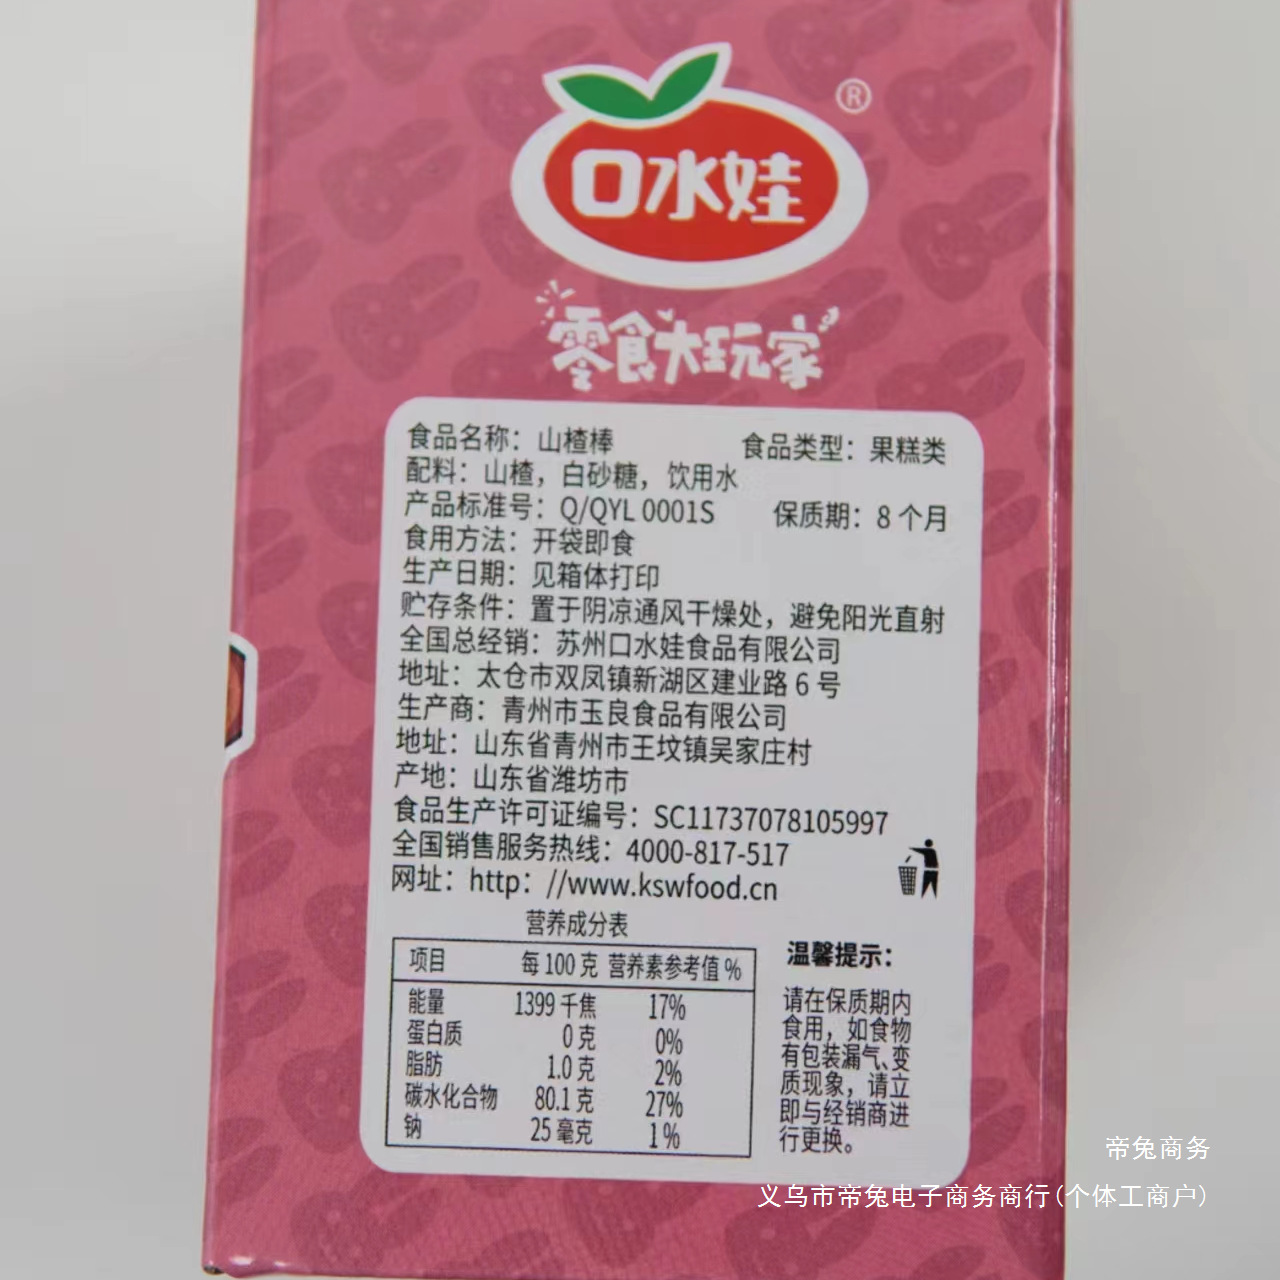 口水娃
®
零食大玩家
食品名称：山楂棒 食品类型：果糕类
配料：山楂，白砂糖，饮用水
产品标准号：Q/QYL 0001S 保质期：8 个月
食用方法：开袋即食
生产日期：见箱体打印
贮存条件：置于阴凉通风干燥处，避免阳光直射
全国总经销：苏州口水娃食品有限公司
地址：太仓市双凤镇新湖区建业路 6 号
生产商：青州市玉良食品有限公司
地址：山东省青州市王坟镇吴家庄村
产地：山东省潍坊市
食品生产许可证编号：SC11737078105997
全国销售服务热线：4000-817-517
网址：http：//www.kswfood.cn
营养成分表
项目 每 100 克 营养素参考值 %
能量 1399 千焦 17%
蛋白质 0 克 0%
脂肪 1.0 克 2%
碳水化合物 80.1 克 27%
钠 25 毫克 1%
温馨提示：
请在保质期内
食用，如食物
有包装漏气、变
质现象，请立
即与经销商进
行更换。
帝兔商务
义乌市帝兔电子商务商行(个体工商户)